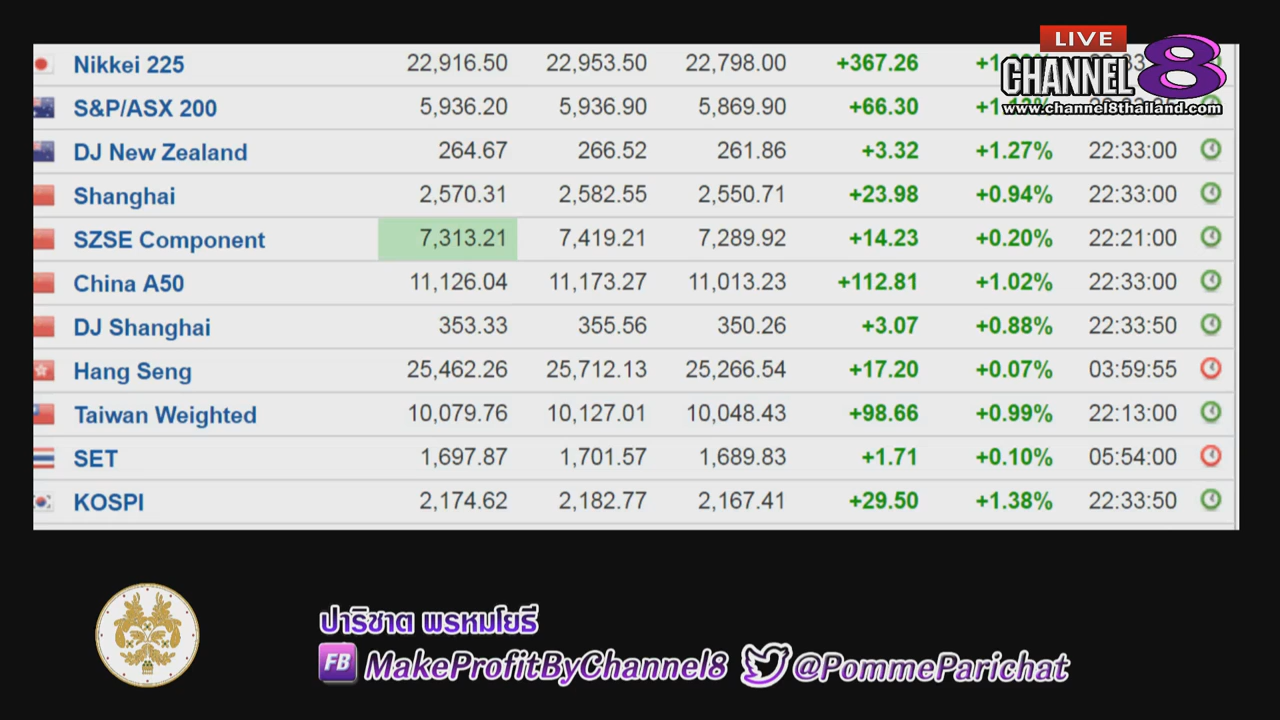 LIVE
CHANNEL 8
www.channel8thailand.com
Nikkei 225 22,916.50 22,953.50 22,798.00 +367.26
S&P/ASX 200 5,936.20 5,936.90 5,869.90 +66.30
DJ New Zealand 264.67 266.52 261.86 +3.32 +1.27% 22:33:00
Shanghai 2,570.31 2,582.55 2,550.71 +23.98 +0.94% 22:33:00
SZSE Component 7,313.21 7,419.21 7,289.92 +14.23 +0.20% 22:21:00
China A50 11,126.04 11,173.27 11,013.23 +112.81 +1.02% 22:33:00
DJ Shanghai 353.33 355.56 350.26 +3.07 +0.88% 22:33:50
Hang Seng 25,462.26 25,712.13 25,266.54 +17.20 +0.07% 03:59:55
Taiwan Weighted 10,079.76 10,127.01 10,048.43 +98.66 +0.99% 22:13:00
SET 1,697.87 1,701.57 1,689.83 +1.71 +0.10% 05:54:00
KOSPI 2,174.62 2,182.77 2,167.41 +29.50 +1.38% 22:33:50
ปาริชาต พรหมโยธี
FB MakeProfitByChannel8 @PommeParichat